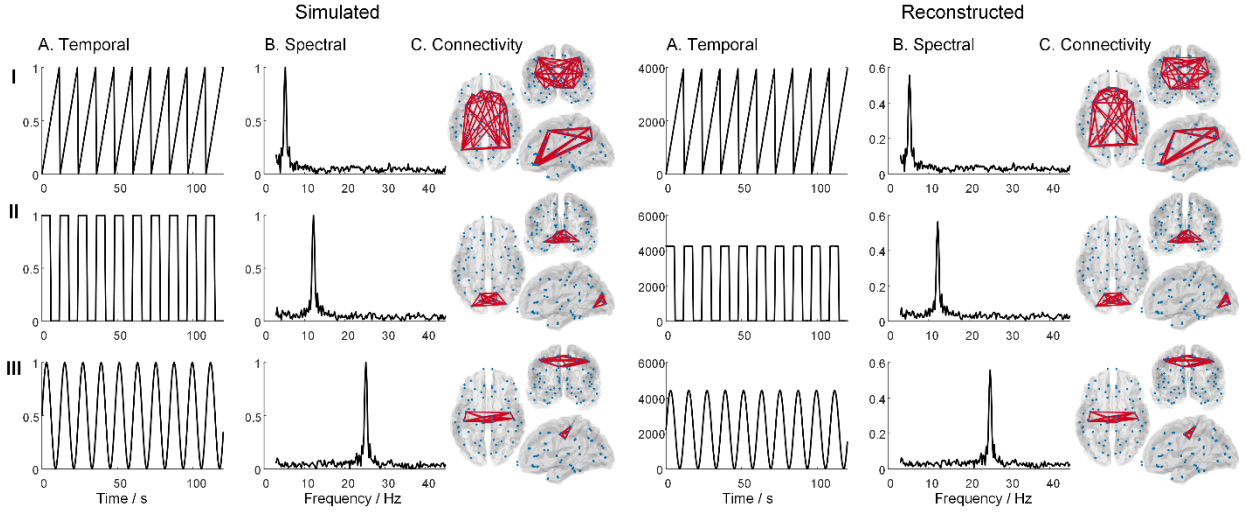 Simulated Reconstructed
A. Temporal B. Spectral C. Connectivity A. Temporal B. Spectral C. Connectivity
I
1 1 4000 0.6
0.5 0.5 2000 0.4
0.2
0 0 0 0
0 50 100 0 10 20 30 40 0 50 100 0 10 20 30 40
II
1 1 6000 0.6
0.5 0.5 4000 0.4
2000 0.2
0 0 0 0
0 50 100 0 10 20 30 40 0 50 100 0 10 20 30 40
III
1 1 6000 0.6
0.5 0.5 4000 0.4
2000 0.2
0 0 0 0
0 50 100 0 10 20 30 40 0 50 100 0 10 20 30 40
Time / s Frequency / Hz Time / s Frequency / Hz